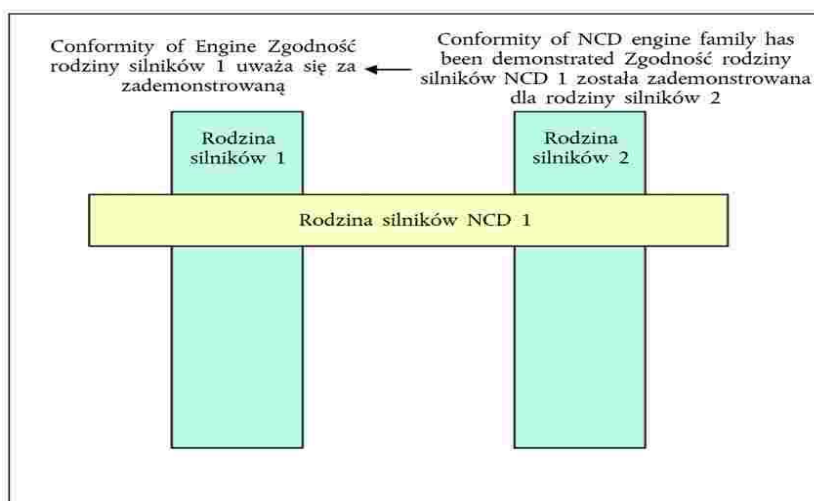 Conformity of Engine Zgodność
rodziny silników 1 uważa się za
zademonstrowaną
Conformity of NCD engine family has
been demonstrated Zgodność rodziny
silników NCD 1 została zademonstrowana
dla rodziny silników 2
Rodzina
silników 1
Rodzina
silników 2
Rodzina silników NCD 1